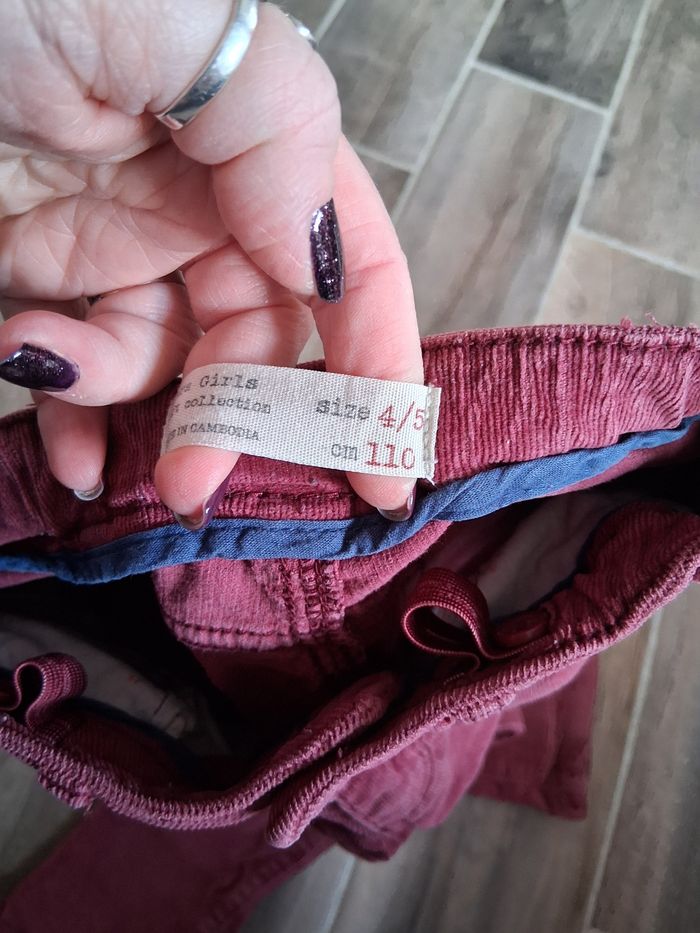 Girls
collection
IN CAMBODIA
size 4/5
cm 110